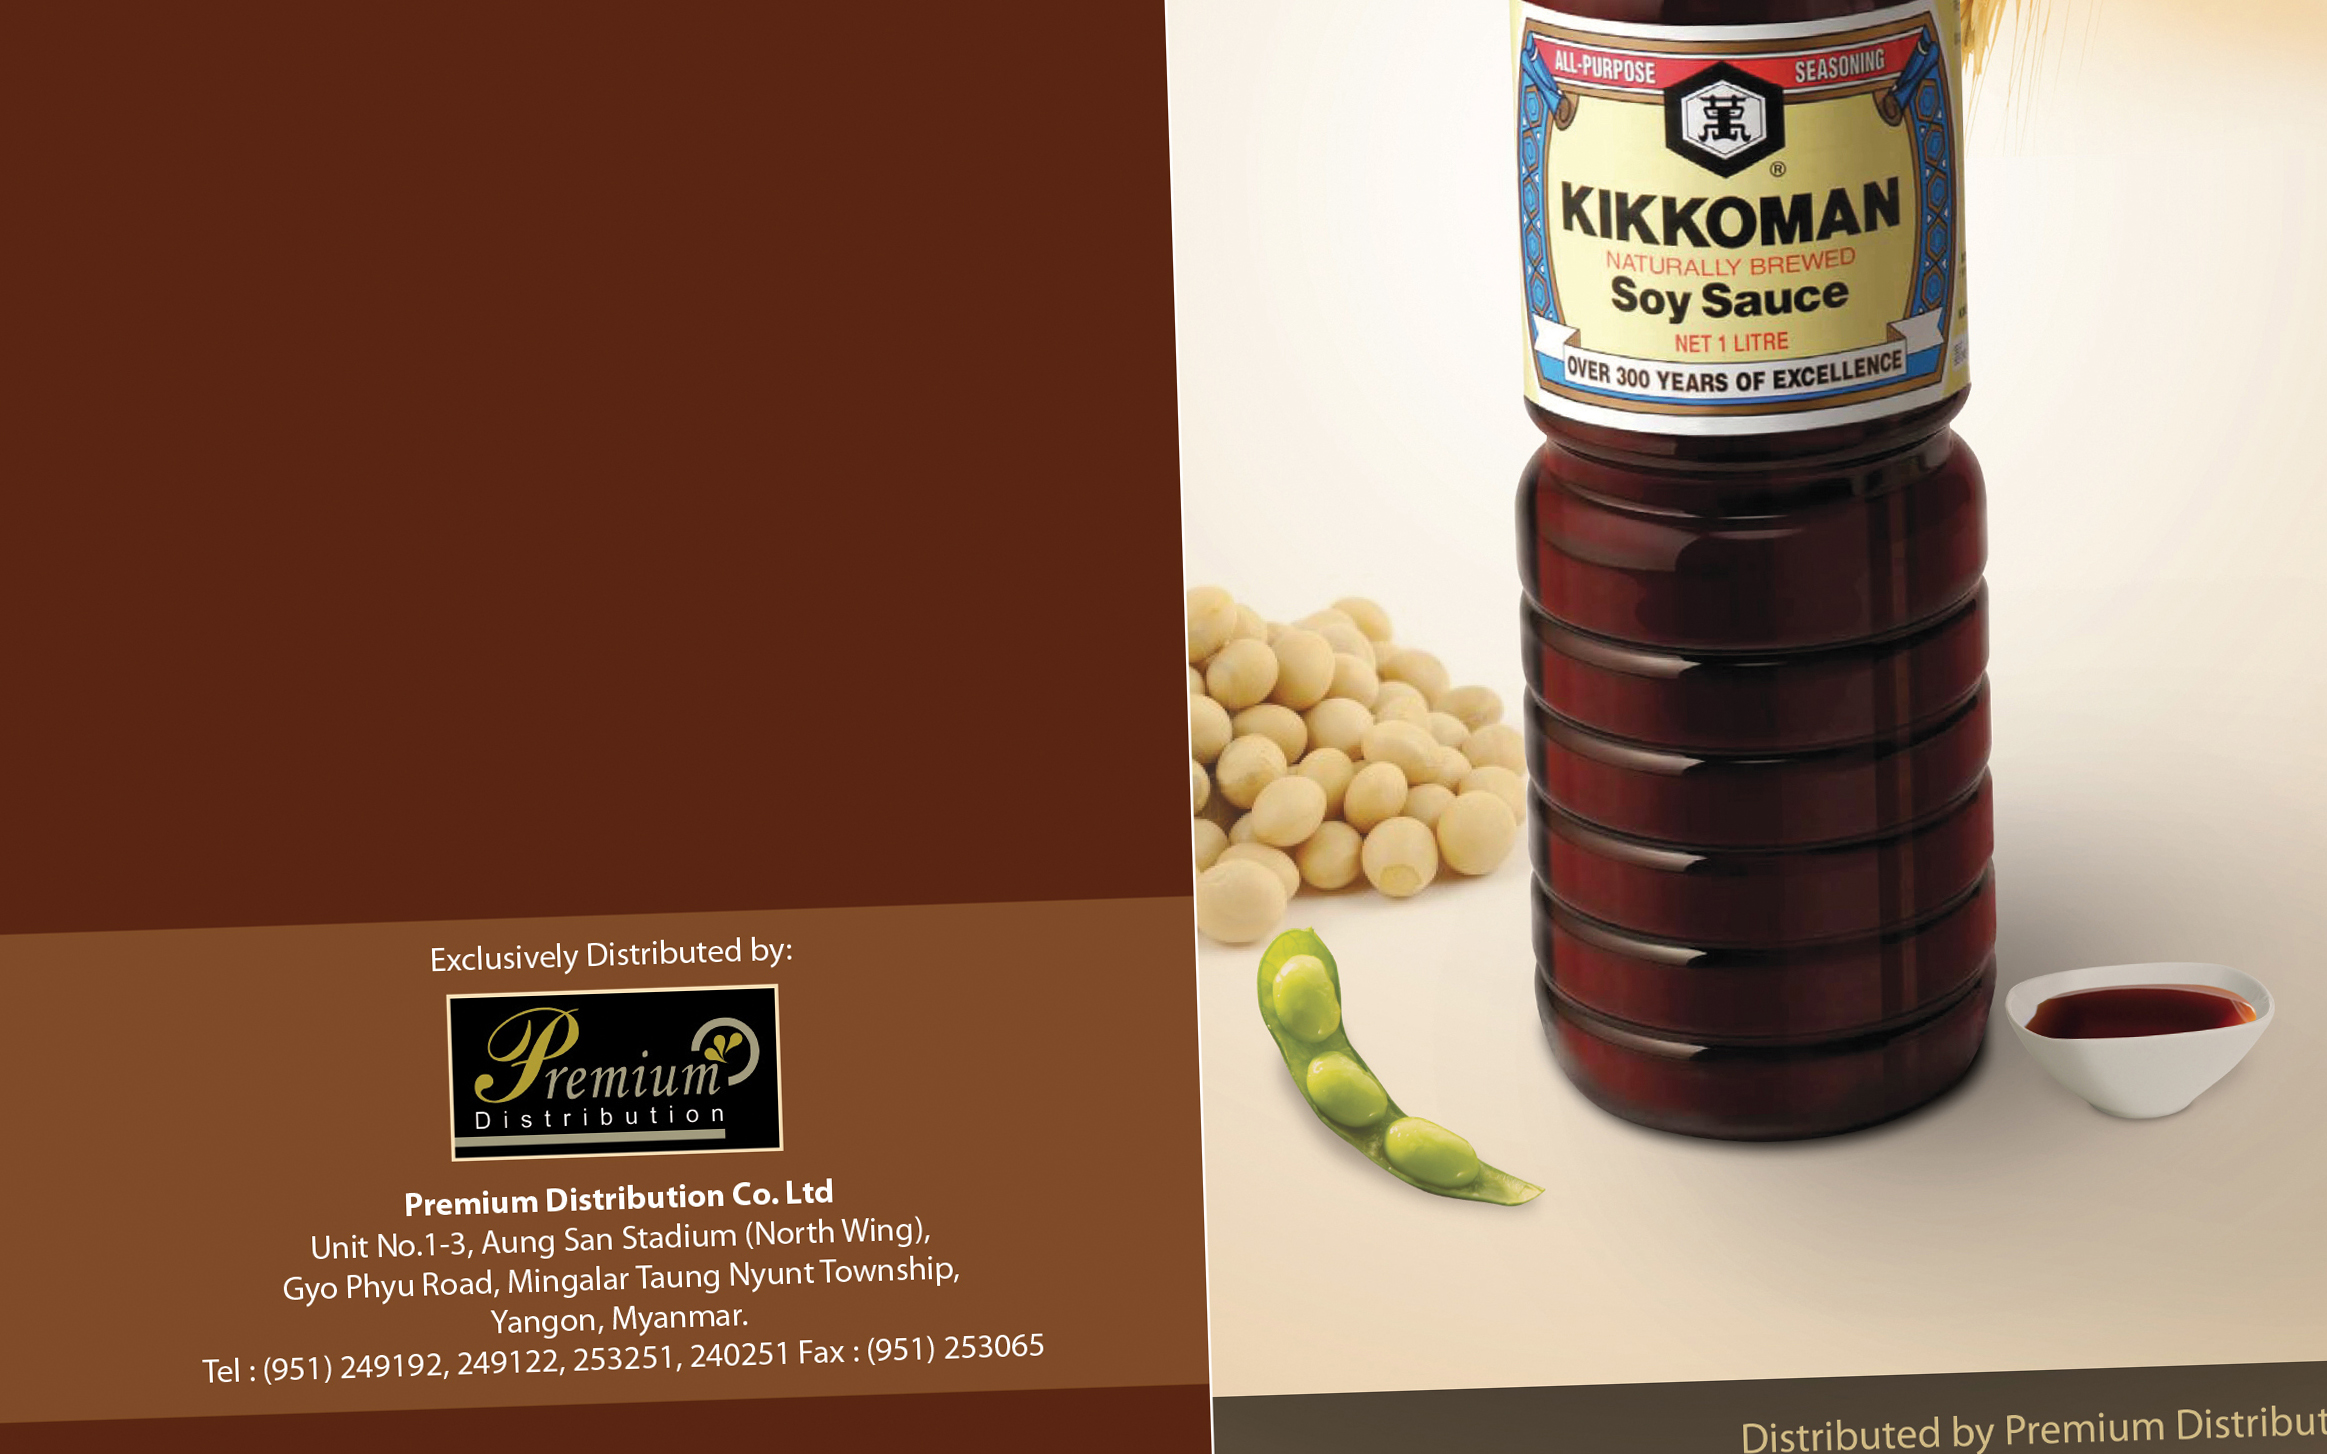 Exclusively Distributed by:
Premium
Distribution
Premium Distribution Co. Ltd
Unit No.1-3, Aung San Stadium (North Wing),
Gyo Phyu Road, Mingalar Taung Nyunt Township,
Yangon, Myanmar.
Tel : (951) 249192, 249122, 253251, 240251 Fax : (951) 253065
ALL-PURPOSE SEASONING
萬
®
KIKKOMAN
NATURALLY BREWED
Soy Sauce
NET 1 LITRE
OVER 300 YEARS OF EXCELLENCE
Distributed by Premium Distribut